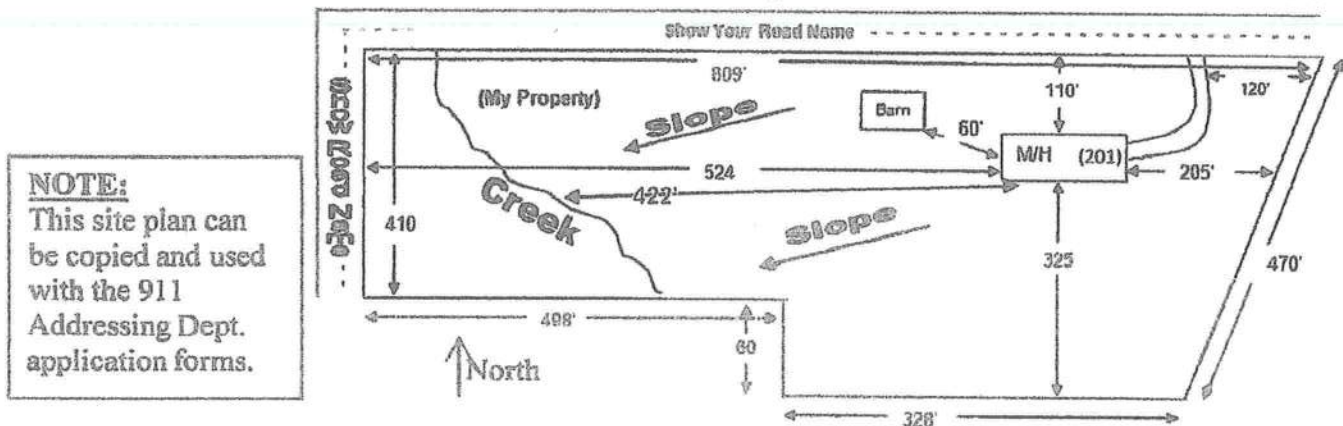 Show Your Road Name
809'
(My Property)
Slope
Barn
110'
120'
60'
M/H (201)
Show Road Name
524
205'
422'
Creek
410
Slope
325
470'
NOTE:
This site plan can
be copied and used
with the 911
Addressing Dept.
application forms.
498'
60
North
328'